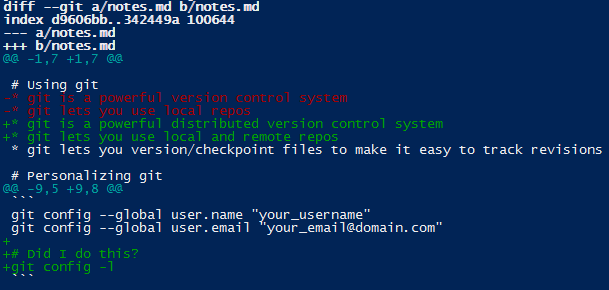 diff --git a/notes.md b/notes.md
index d9606bb..342449a 100644
--- a/notes.md
+++ b/notes.md
@@ -1,7 +1,7 @@

 # Using git
-* git is a powerful version control system
-* git lets you use local repos
+* git is a powerful distributed version control system
+* git lets you use local and remote repos
 * git lets you version/checkpoint files to make it easy to track revisions

 # Personalizing git
@@ -9,5 +9,8 @@
 ```
 git config --global user.name "your_username"
 git config --global user.email "your_email@domain.com"
+
+# Did I do this?
+git config -l
 ```